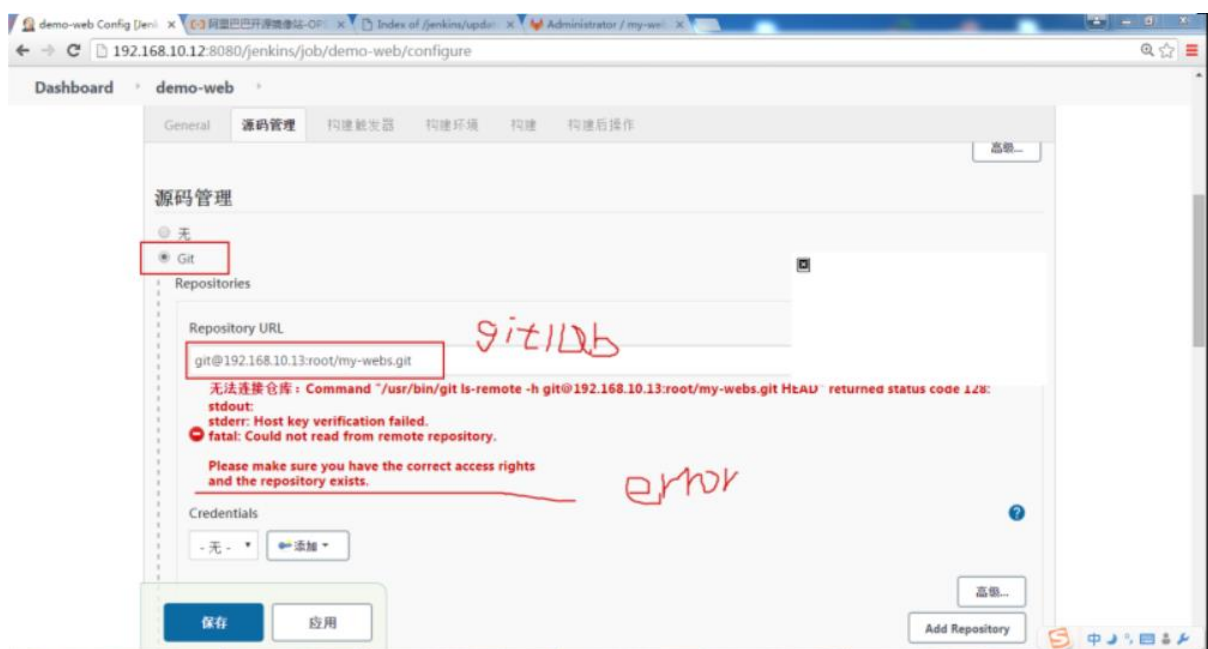 demo-web Config [Jenk
阿里巴巴开源镜像站-OPS
Index of /jenkins/updat
Administrator / my-web
192.168.10.12:8080/jenkins/job/demo-web/configure
Dashboard demo-web
General 源码管理 构建触发器 构建环境 构建 构建后操作
高级...
源码管理
无
Git
Repositories
Repository URL
git@192.168.10.13:root/my-webs.git
无法连接仓库：Command "/usr/bin/git ls-remote -h git@192.168.10.13:root/my-webs.git HEAD" returned status code 128:
stdout:
stderr: Host key verification failed.
fatal: Could not read from remote repository.
Please make sure you have the correct access rights
and the repository exists.
error
Credentials
- 无 -
添加
高级...
保存 应用
Add Repository
中